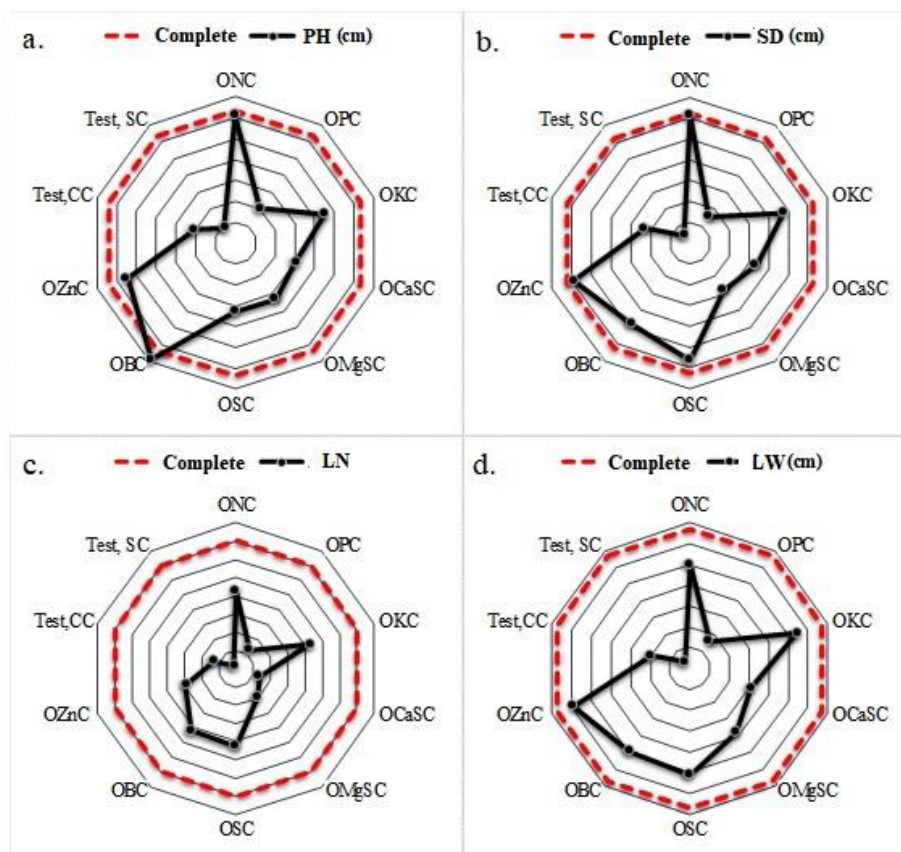 a.
Complete PH (cm)
ONC
OPC
OKC
OCaSC
OMgSC
OSC
OBC
OZnC
Test,CC
Test, SC
b.
Complete SD (cm)
ONC
OPC
OKC
OCaSC
OMgSC
OSC
OBC
OZnC
Test,CC
Test, SC
c.
Complete LN
ONC
OPC
OKC
OCaSC
OMgSC
OSC
OBC
OZnC
Test,CC
Test, SC
d.
Complete LW(cm)
ONC
OPC
OKC
OCaSC
OMgSC
OSC
OBC
OZnC
Test,CC
Test, SC